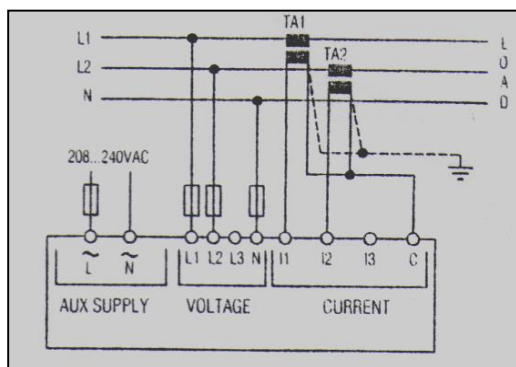 TA1
L1
L
L2
TA2
O
A
N
D
208...240VAC
L1 L2 L3 N I1 I2 I3 C
~ ~
L N
AUX SUPPLY VOLTAGE CURRENT